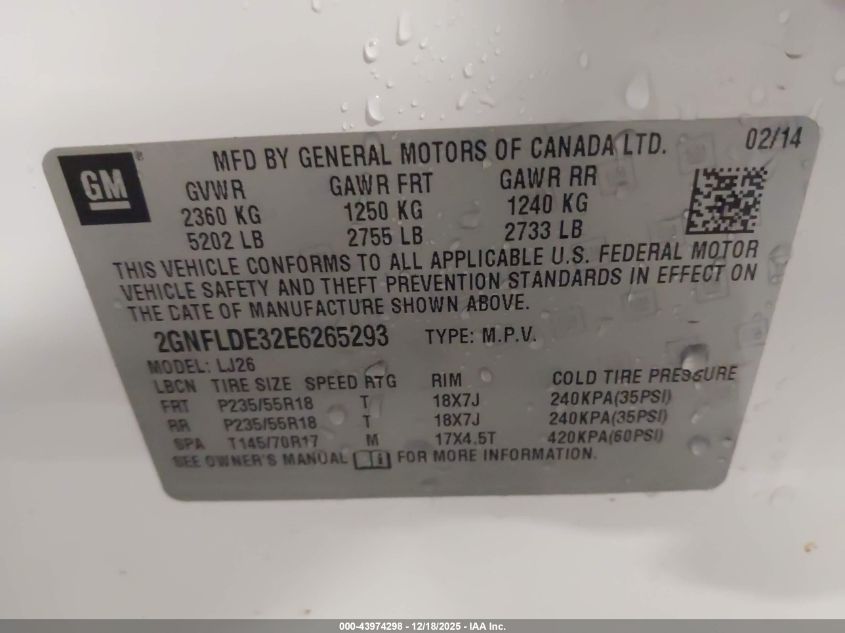 GM ®
MFD BY GENERAL MOTORS OF CANADA LTD. 02/14
GVWR GAWR FRT GAWR RR
2360 KG 1250 KG 1240 KG
5202 LB 2755 LB 2733 LB
THIS VEHICLE CONFORMS TO ALL APPLICABLE U.S. FEDERAL MOTOR
VEHICLE SAFETY AND THEFT PREVENTION STANDARDS IN EFFECT ON
THE DATE OF MANUFACTURE SHOWN ABOVE.
2GNFLDE32E6265293 TYPE: M.P.V.
MODEL: LJ26
LBCN TIRE SIZE SPEED RTG RIM COLD TIRE PRESSURE
FRT P235/55R18 T 18X7J 240KPA(35PSI)
RR P235/55R18 T 18X7J 240KPA(35PSI)
SPA T145/70R17 M 17X4.5T 420KPA(60PSI)
SEE OWNER'S MANUAL FOR MORE INFORMATION.
000-43974298 - 12/18/2025 - IAA Inc.